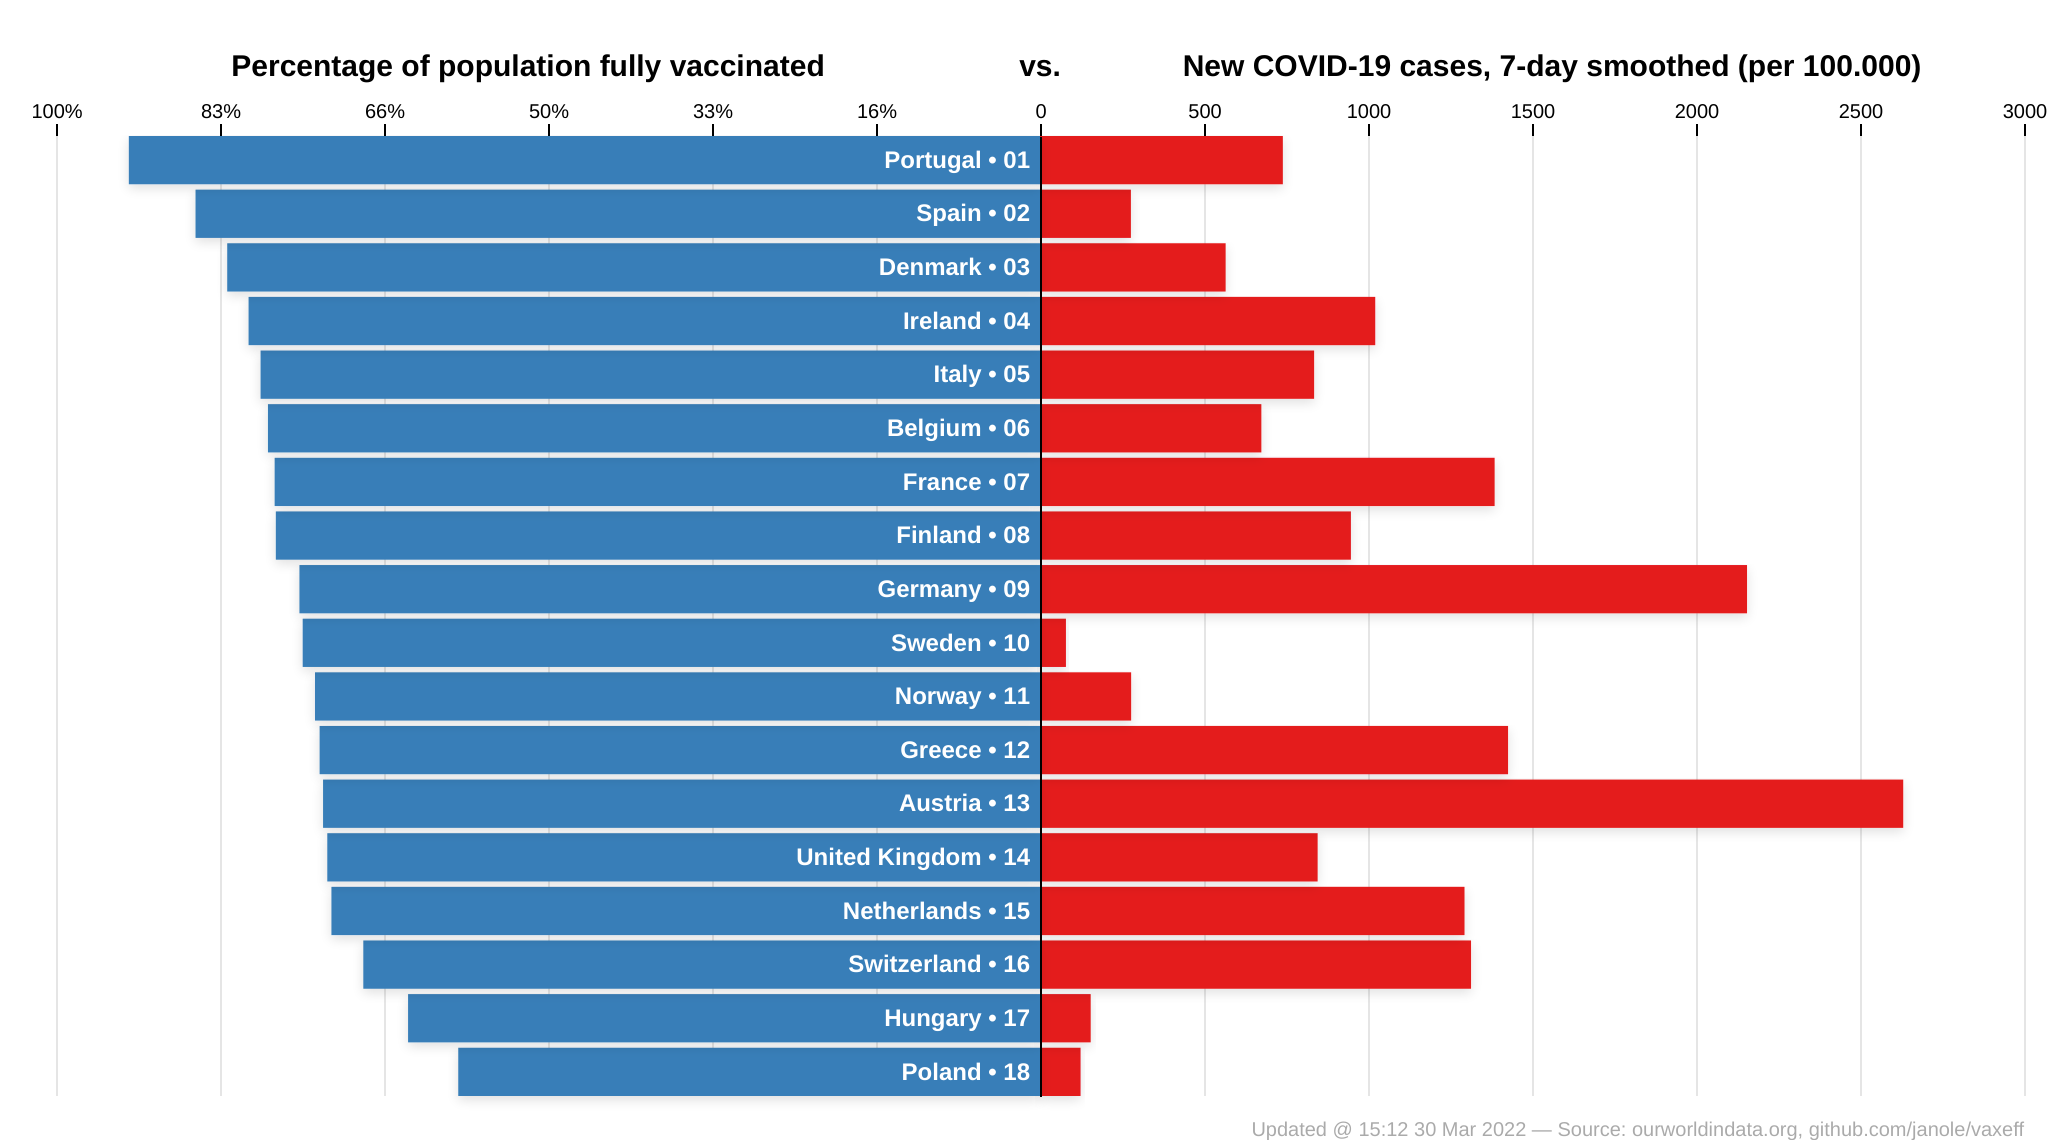 Percentage of population fully vaccinated vs. New COVID-19 cases, 7-day smoothed (per 100.000)
100% 83% 66% 50% 33% 16% 0 500 1000 1500 2000 2500 3000
Portugal • 01
Spain • 02
Denmark • 03
Ireland • 04
Italy • 05
Belgium • 06
France • 07
Finland • 08
Germany • 09
Sweden • 10
Norway • 11
Greece • 12
Austria • 13
United Kingdom • 14
Netherlands • 15
Switzerland • 16
Hungary • 17
Poland • 18
Updated @ 15:12 30 Mar 2022 — Source: ourworldindata.org, github.com/janole/vaxeff